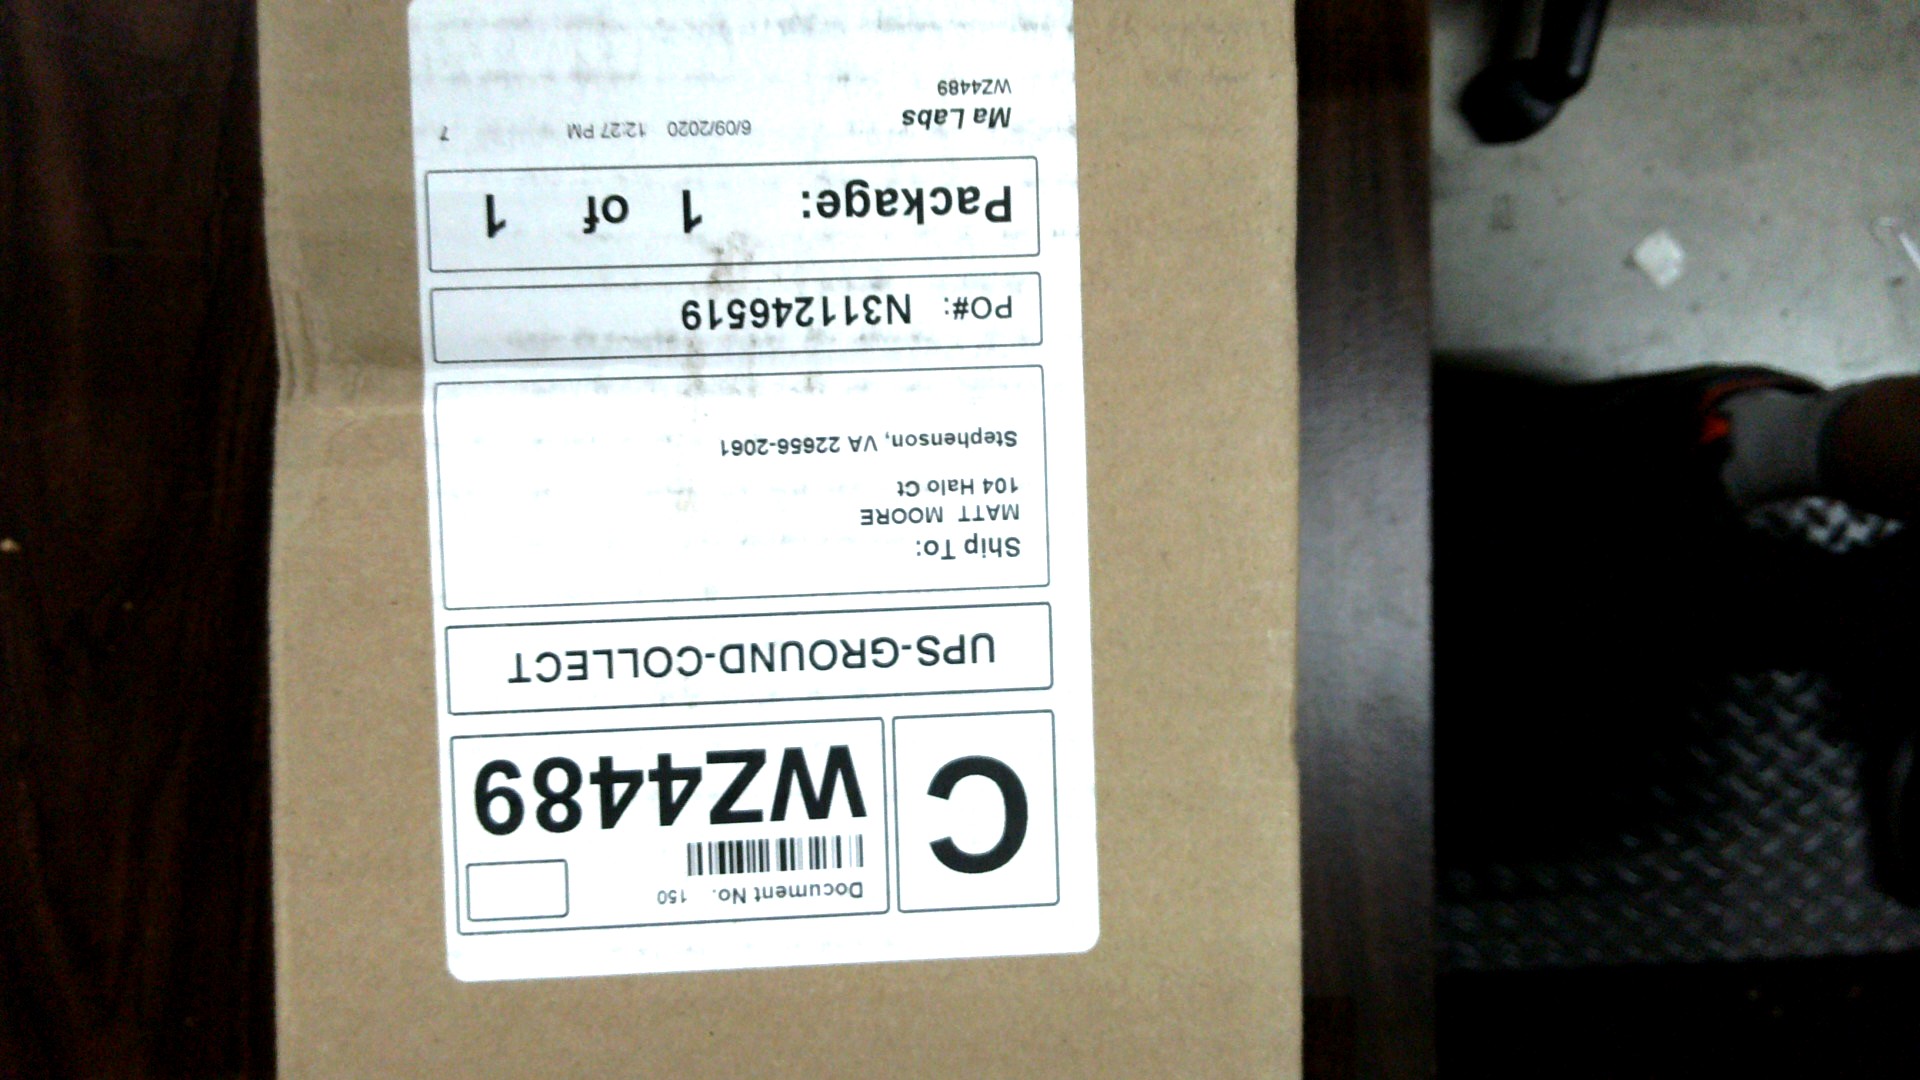 Document No. 150
C
WZ4489
UPS-GROUND-COLLECT
Ship To:
MATT MOORE
104 Halo Ct
Stephenson, VA 22656-2061
PO#: N311246519
Package: 1 of 1
Ma Labs 6/09/2020 12:27 PM 7
WZ4489